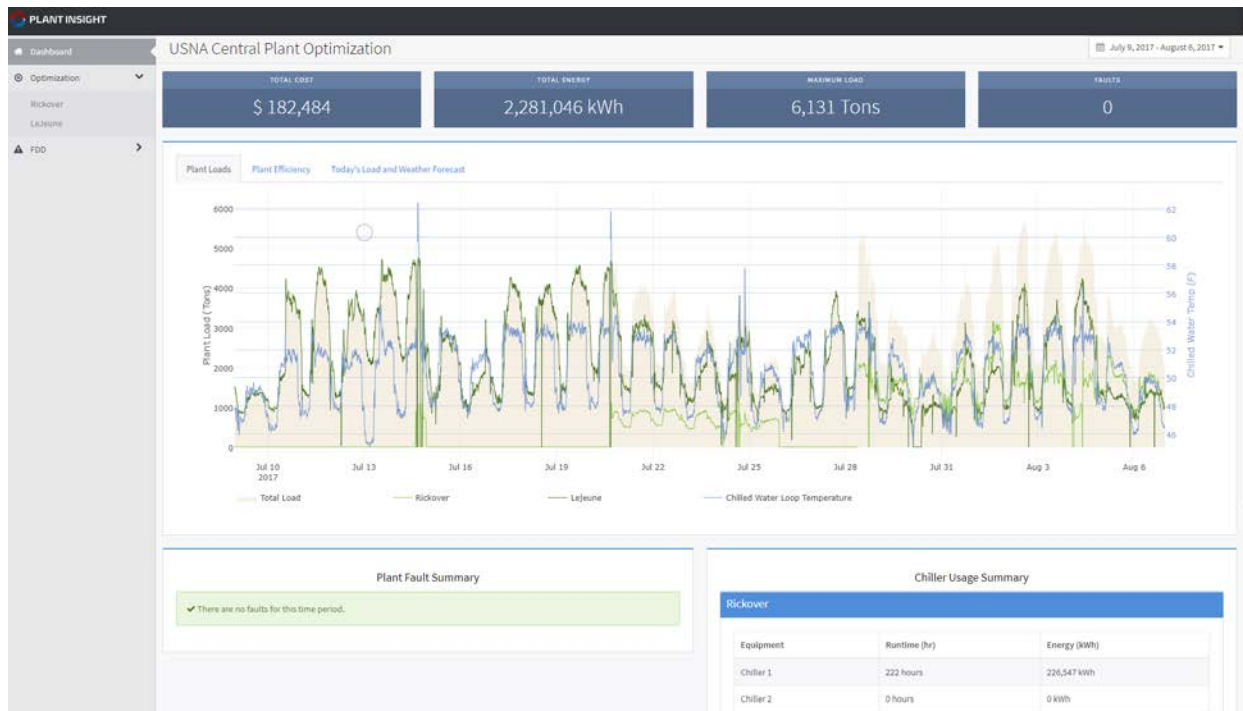 PLANT INSIGHT
Dashboard
Optimization
Rickover
LeJeune
FDD
USNA Central Plant Optimization
July 9, 2017 - August 6, 2017
TOTAL COST
$ 182,484
TOTAL ENERGY
2,281,046 kWh
MAXIMUM LOAD
6,131 Tons
FAULTS
0
Plant Loads
Plant Efficiency
Today's Load and Weather Forecast
Plant Load (Tons)
6000
5000
4000
3000
2000
1000
0
62
60
58
56
54
52
50
48
46
Chilled Water Temp (F)
Jul 10
2017
Jul 13
Jul 16
Jul 19
Jul 22
Jul 25
Jul 28
Jul 31
Aug 3
Aug 6
Total Load
Rickover
LeJeune
Chilled Water Loop Temperature
Plant Fault Summary
There are no faults for this time period.
Chiller Usage Summary
Rickover
Equipment Runtime (hr) Energy (kWh)
Chiller 1 222 hours 226,547 kWh
Chiller 2 0 hours 0 kWh